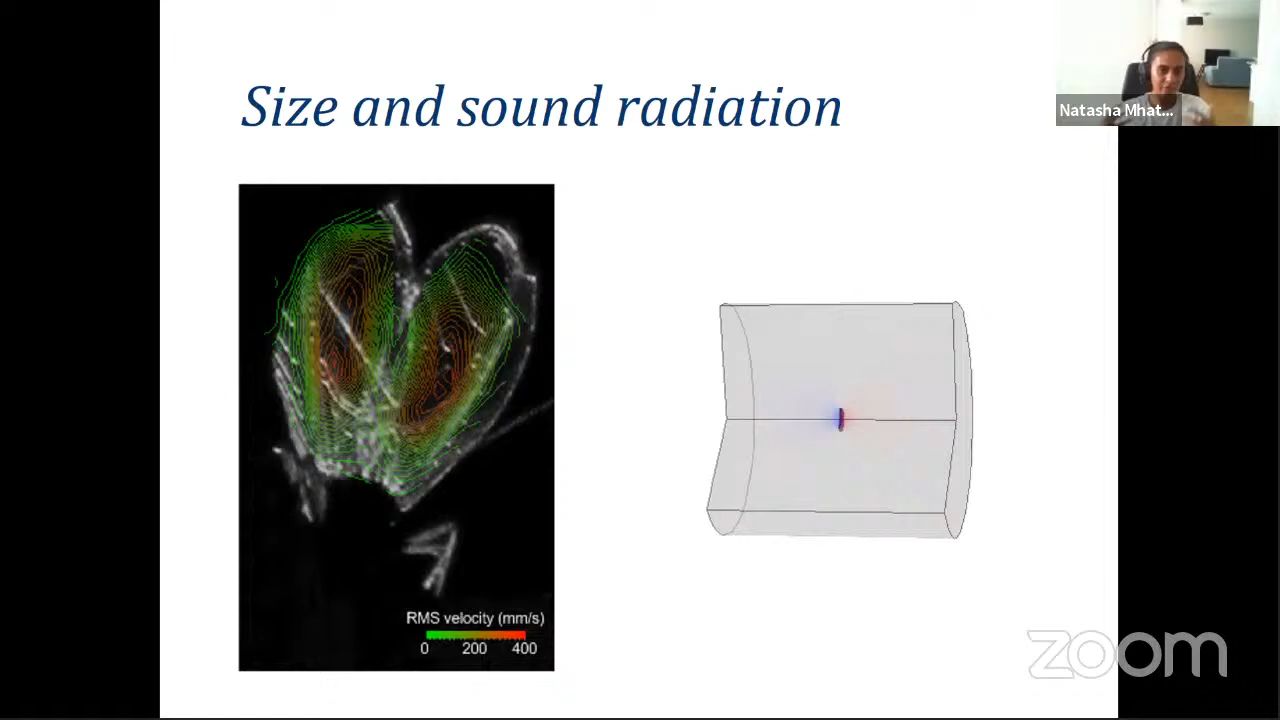 Size and sound radiation
Natasha Mhat...
RMS velocity (mm/s)
0 200 400
zoom